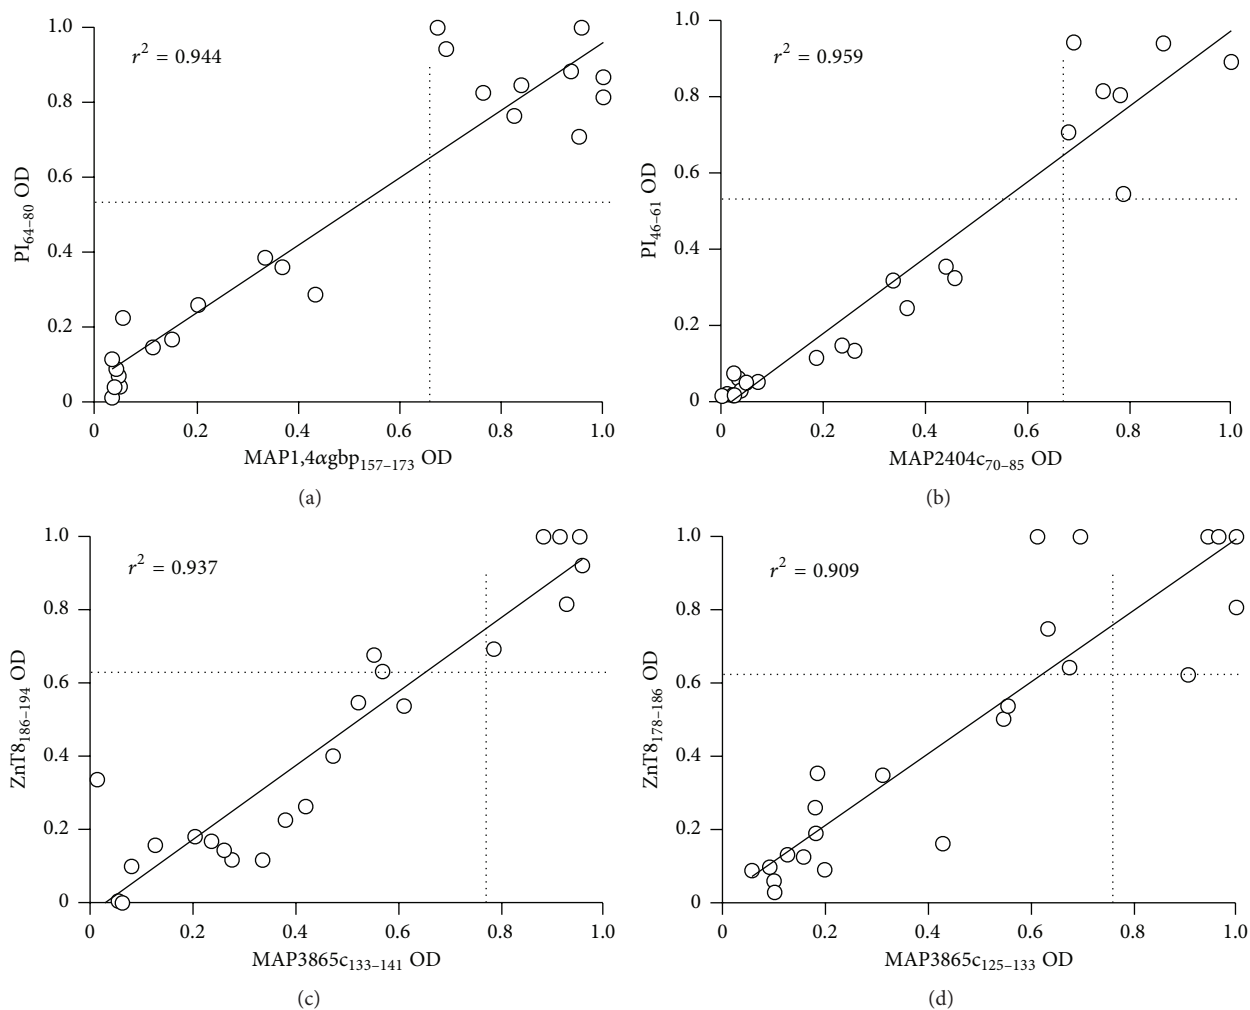 1.0
r² = 0.944
0.8
0.6
0.4
0.2
0
PI₆₄₋₈₀ OD
0 0.2 0.4 0.6 0.8 1.0
MAP1,4αgbp₁₅₇₋₁₇₃ OD
(a)
1.0
r² = 0.959
0.8
0.6
0.4
0.2
0
PI₄₆₋₆₁ OD
0 0.2 0.4 0.6 0.8 1.0
MAP2404c₇₀₋₈₅ OD
(b)
1.0
r² = 0.937
0.8
0.6
0.4
0.2
0
ZnT8₁₈₆₋₁₉₄ OD
0 0.2 0.4 0.6 0.8 1.0
MAP3865c₁₃₃₋₁₄₁ OD
(c)
1.0
r² = 0.909
0.8
0.6
0.4
0.2
0
ZnT8₁₇₈₋₁₈₆ OD
0 0.2 0.4 0.6 0.8 1.0
MAP3865c₁₂₅₋₁₃₃ OD
(d)